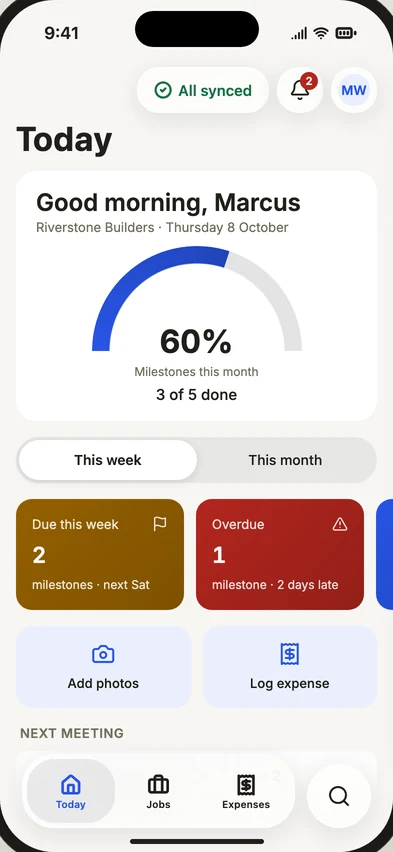 9:41
All synced
2
MW
Today
Good morning, Marcus
Riverstone Builders · Thursday 8 October
60%
Milestones this month
3 of 5 done
This week
This month
Due this week
2
milestones · next Sat
Overdue
1
milestone · 2 days late
Add photos
Log expense
NEXT MEETING
Today
Jobs
Expenses